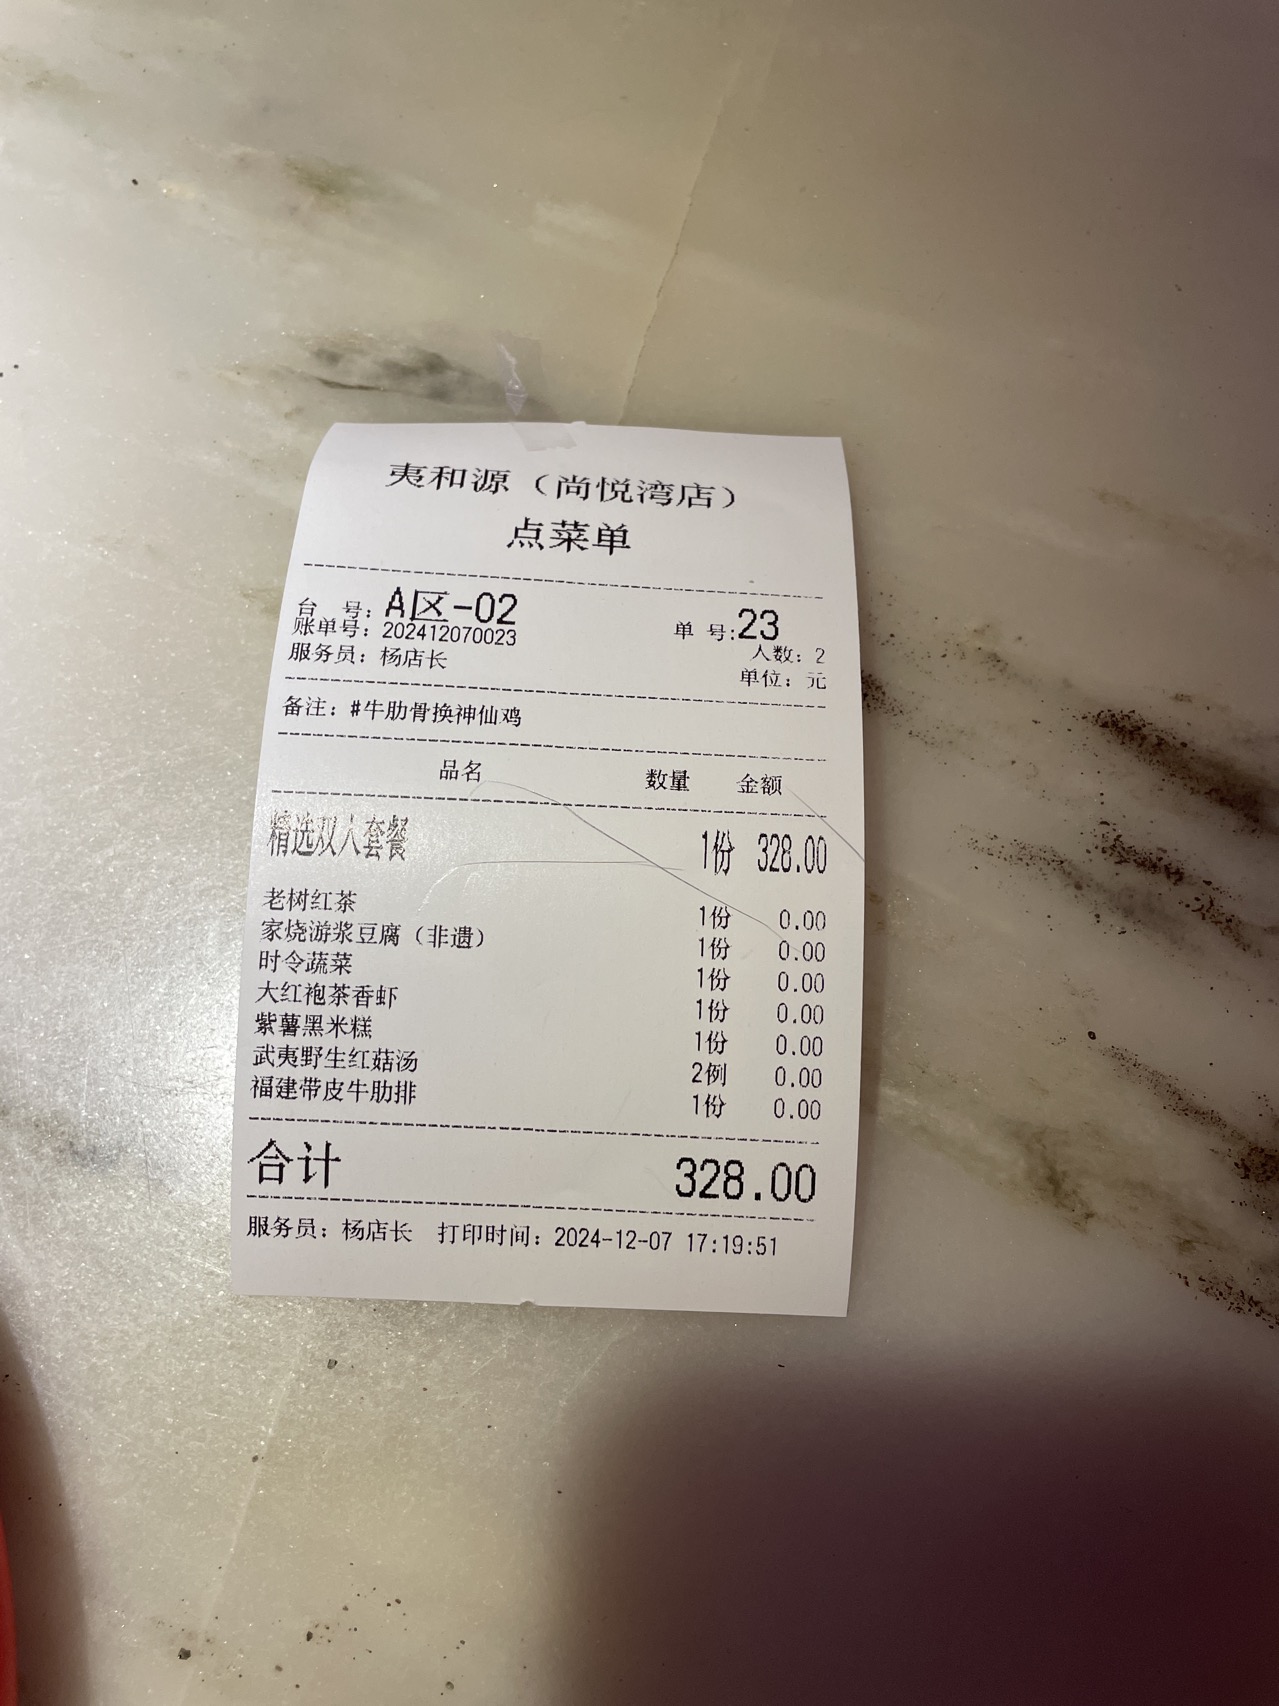 夷和源（尚悦湾店）
点菜单
台 号：A区-02 单 号:23
账单号：202412070023 人数：2
服务员：杨店长 单位：元
备注：#牛肋骨换神仙鸡
品名 数量 金额
精选双人套餐 1份 328.00
老树红茶 1份 0.00
家烧游浆豆腐（非遗） 1份 0.00
时令蔬菜 1份 0.00
大红袍茶香虾 1份 0.00
紫薯黑米糕 1份 0.00
武夷野生红菇汤 2例 0.00
福建带皮牛肋排 1份 0.00
合计 328.00
服务员：杨店长 打印时间：2024-12-07 17:19:51